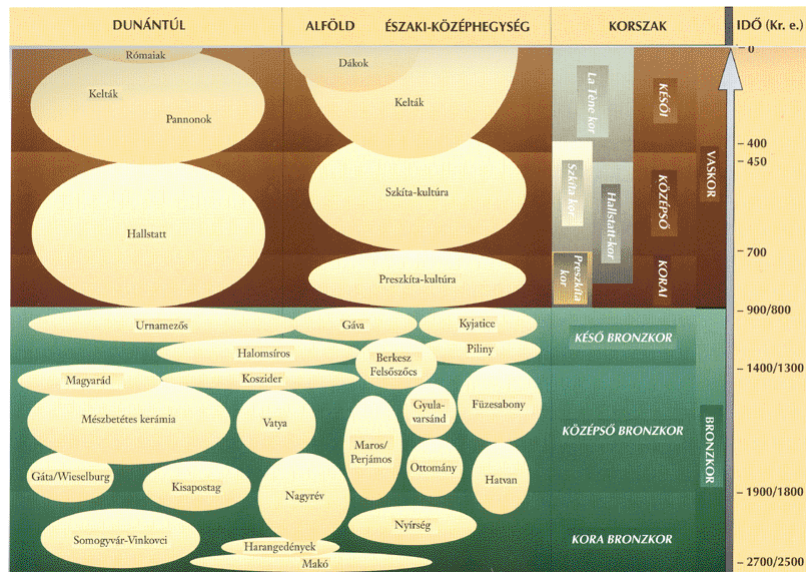 DUNÁNTÚL
ALFÖLD
ÉSZAKI-KÖZÉPHEGYSÉG
KORSZAK
IDŐ (Kr. e.)
Rómaiak
Kelták
Pannonok
Dákok
Kelták
La Tène kor
KÉSŐI
0
400
450
Hallstatt
Szkíta-kultúra
Szkíta kor
Hallstatt-kor
KÖZÉPSŐ
VASKOR
700
Preszkíta-kultúra
Preszkíta
kor
KORAI
900/800
Urnamezős
Gáva
Kyjatice
KÉSŐ BRONZKOR
Halomsíros
Berkesz
Felsőszőcs
Piliny
1400/1300
Magyarád
Koszider
Mészbetétes kerámia
Vatya
Maros/
Perjámos
Gyula-
varsánd
Füzesabony
KÖZÉPSŐ BRONZKOR
BRONZKOR
Gáta/Wieselburg
Kisapostag
Nagyrév
Ottomány
Hatvan
1900/1800
Somogyvár-Vinkovci
Harangedények
Makó
Nyírség
KORA BRONZKOR
2700/2500